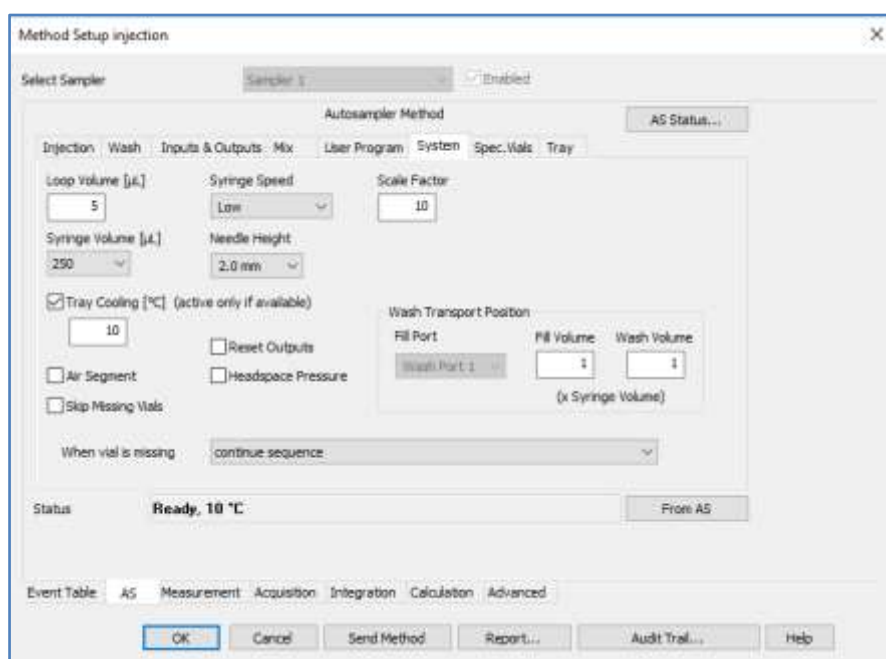 Method Setup injection
Select Sampler Sampler 1 Enabled
Autosampler Method AS Status...
Injection Wash Inputs & Outputs Mix User Program System Spec.Vials Tray
Loop Volume [µL] Syringe Speed Scale Factor
5 Low 10
Syringe Volume [µL] Needle Height
250 2.0 mm
Tray Cooling [°C] (active only if available)
10
Wash Transport Position
Fill Port Fill Volume Wash Volume
Wash Port 1 1 1
(x Syringe Volume)
Reset Outputs
Air Segment Headspace Pressure
Skip Missing Vials
When vial is missing continue sequence
Status Ready, 10 °C From AS
Event Table AS Measurement Acquisition Integration Calculation Advanced
OK Cancel Send Method Report... Audit Trail... Help